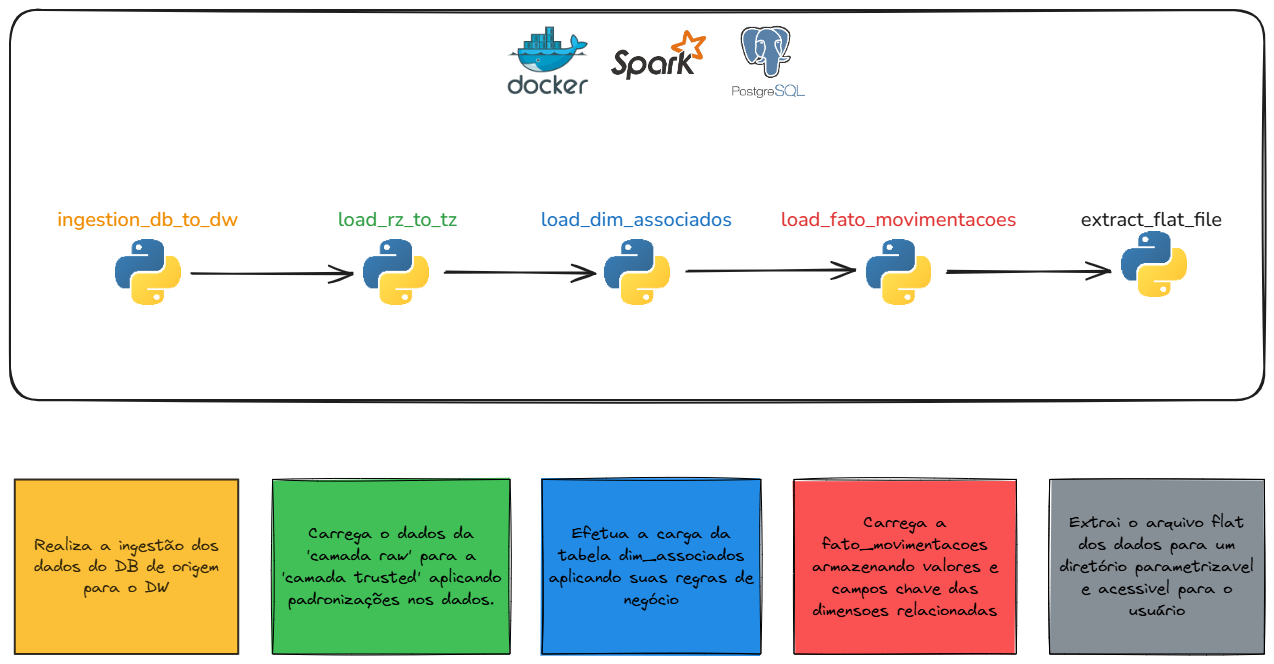 docker
Spark
PostgreSQL
ingestion_db_to_dw
load_rz_to_tz
load_dim_associados
load_fato_movimentacoes
extract_flat_file
Realiza a ingestão dos
dados do DB de origem
para o DW
Carrega o dados da
'camada raw' para a
'camada trusted' aplicando
padronizações nos dados.
Efetua a carga da
tabela dim_associados
aplicando suas regras de
negócio
Carrega a
fato_movimentacoes
armazenando valores e
campos chave das
dimensoes relacionadas
Extrai o arquivo flat
dos dados para um
diretório parametrizavel
e acessivel para o
usuário